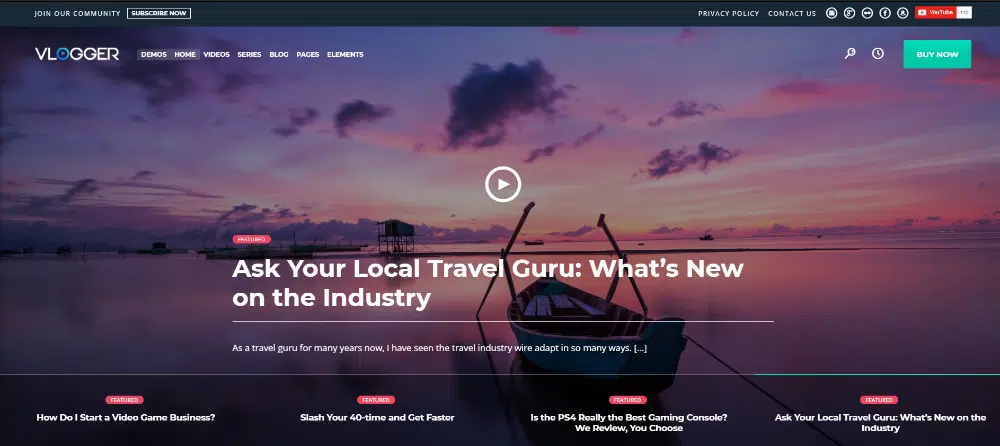 JOIN OUR COMMUNITY SUBSCRIBE NOW PRIVACY POLICY CONTACT US YouTube
VLOGGER DEMOS HOME VIDEOS SERIES BLOG PAGES ELEMENTS BUY NOW
FEATURED
Ask Your Local Travel Guru: What's New
on the Industry
As a travel guru for many years now, I have seen the travel industry wire adapt in so many ways. [...]
FEATURED
How Do I Start a Video Game Business?
FEATURED
Slash Your 40-time and Get Faster
FEATURED
Is the PS4 Really the Best Gaming Console?
We Review, You Choose
FEATURED
Ask Your Local Travel Guru: What's New on the
Industry